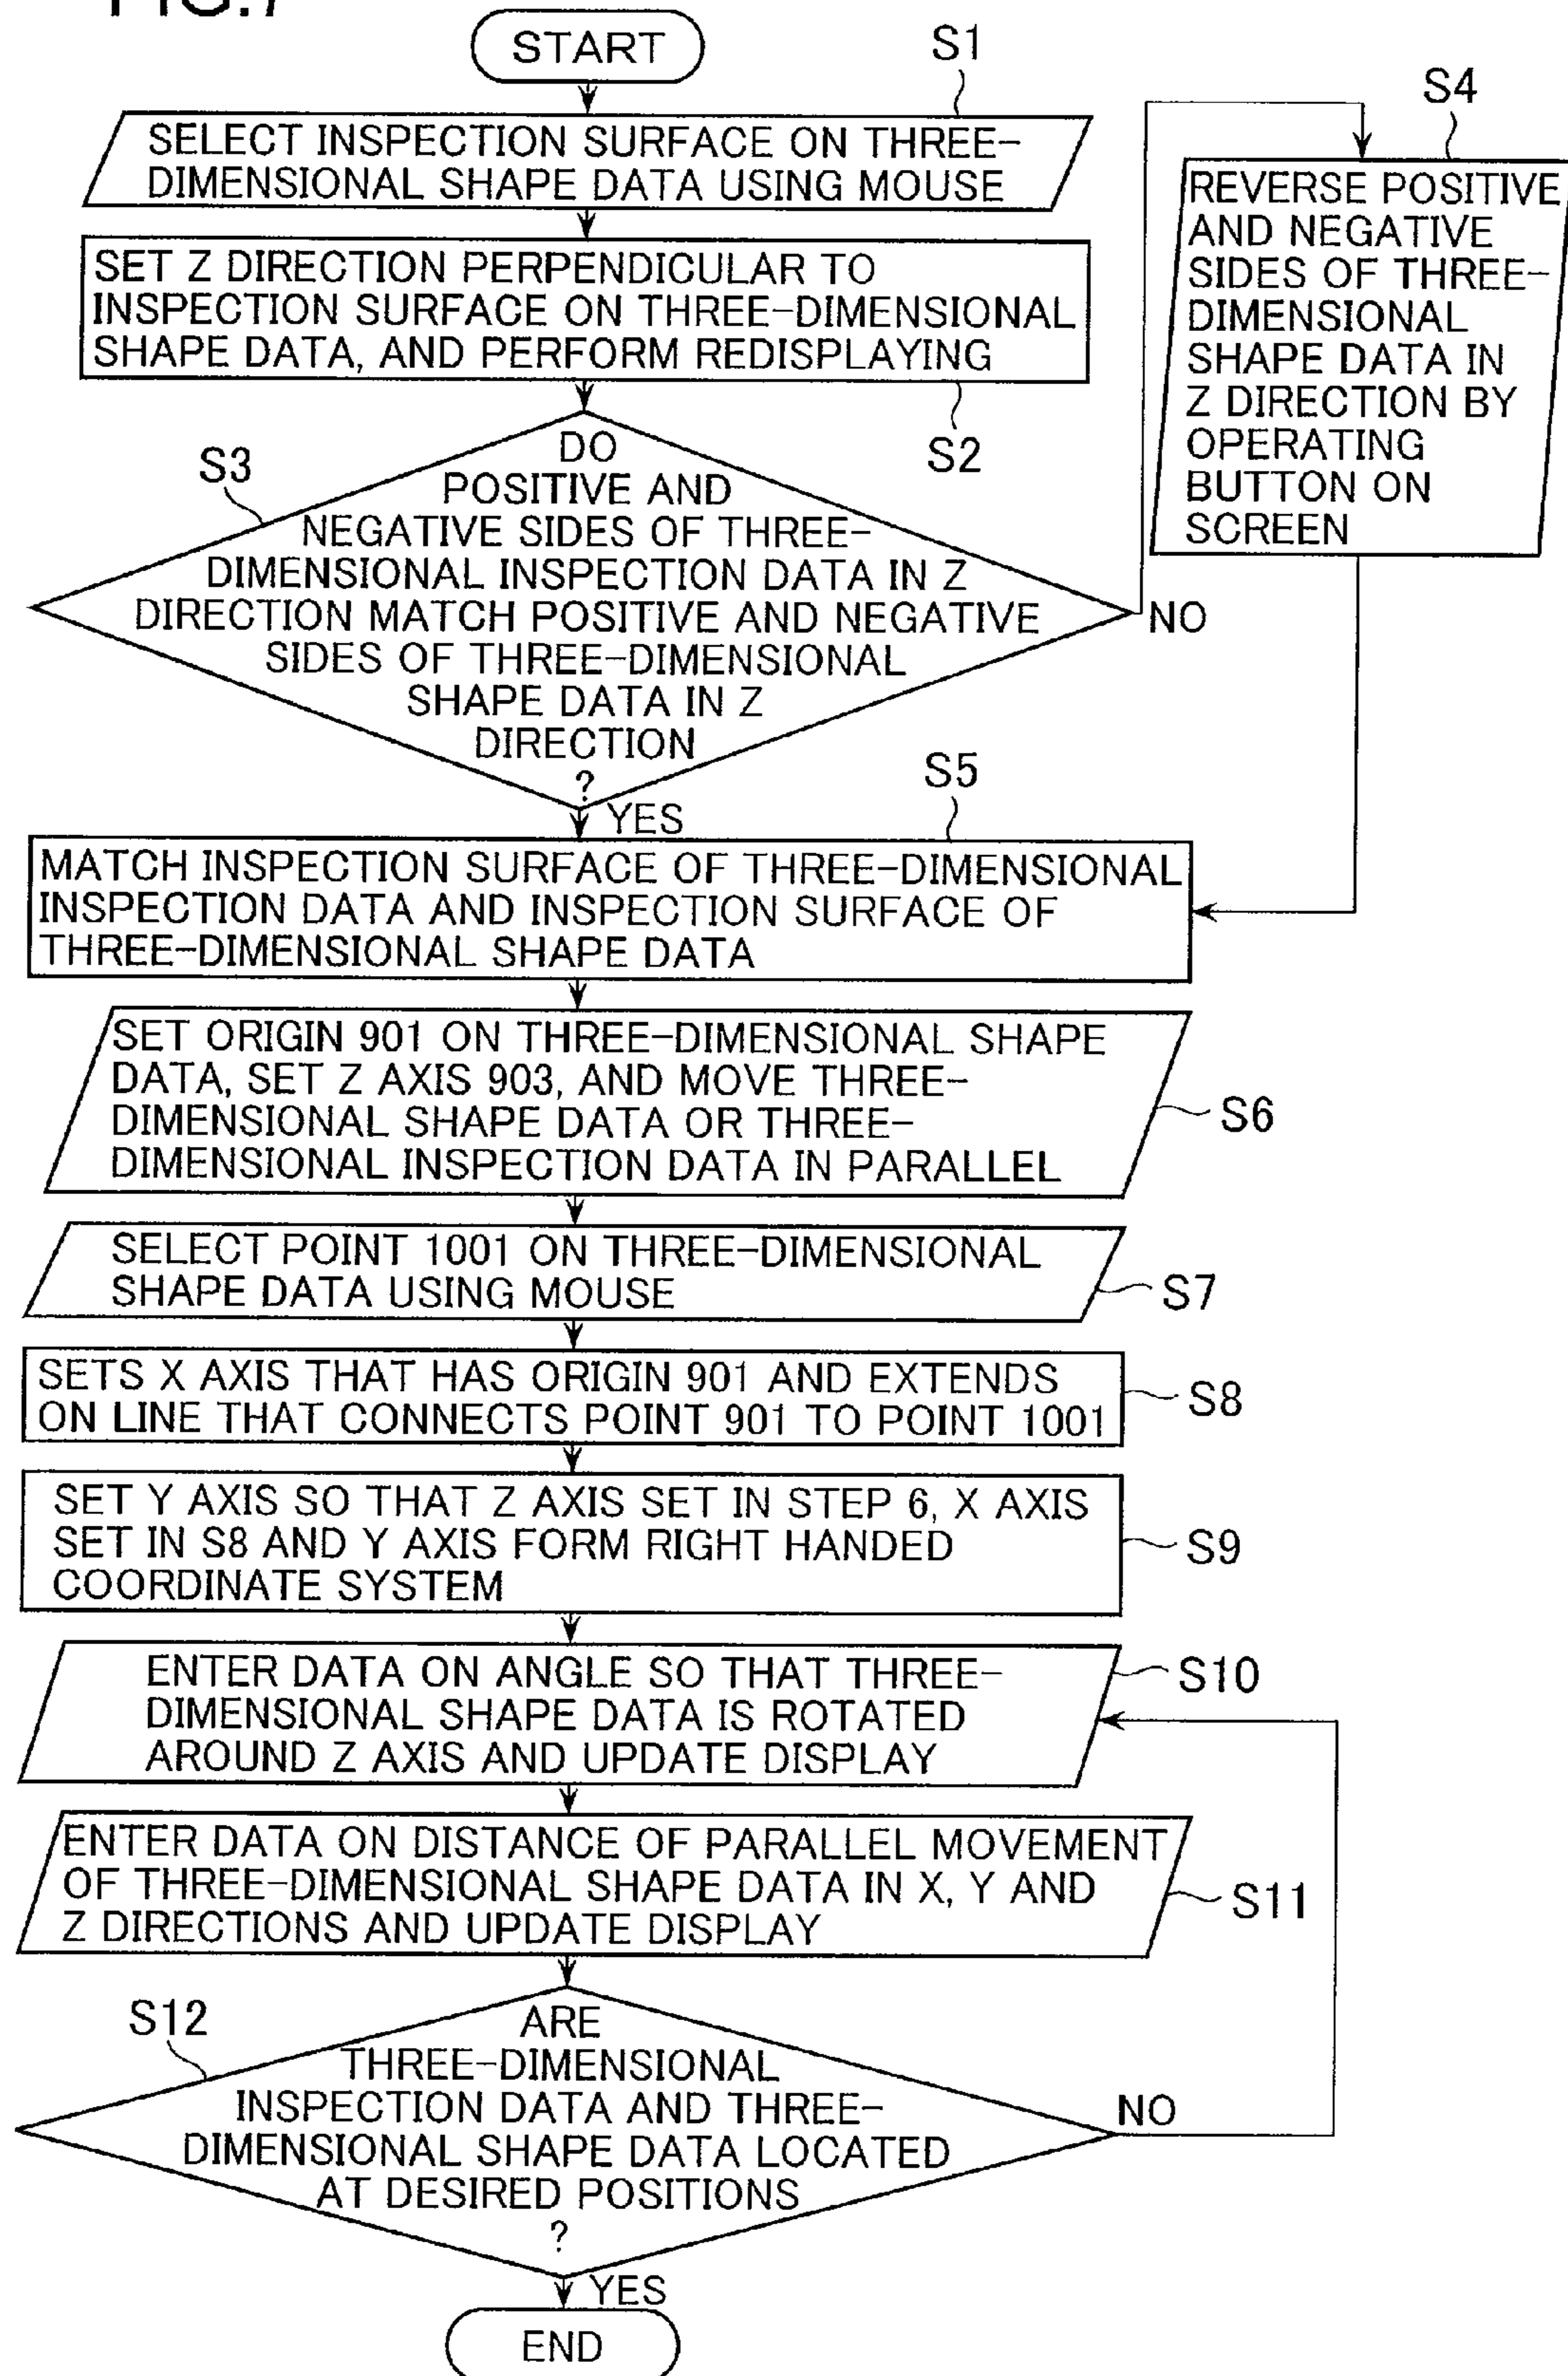 FIG.7
START
S1
SELECT INSPECTION SURFACE ON THREE-
DIMENSIONAL SHAPE DATA USING MOUSE
SET Z DIRECTION PERPENDICULAR TO
INSPECTION SURFACE ON THREE-DIMENSIONAL
SHAPE DATA, AND PERFORM REDISPLAYING
S2
S3
DO
POSITIVE AND
NEGATIVE SIDES OF THREE-
DIMENSIONAL INSPECTION DATA IN Z
DIRECTION MATCH POSITIVE AND NEGATIVE
SIDES OF THREE-DIMENSIONAL
SHAPE DATA IN Z
DIRECTION
?
NO
YES
S4
REVERSE POSITIVE
AND NEGATIVE
SIDES OF THREE-
DIMENSIONAL
SHAPE DATA IN
Z DIRECTION BY
OPERATING
BUTTON ON
SCREEN
S5
MATCH INSPECTION SURFACE OF THREE-DIMENSIONAL
INSPECTION DATA AND INSPECTION SURFACE OF
THREE-DIMENSIONAL SHAPE DATA
SET ORIGIN 901 ON THREE-DIMENSIONAL SHAPE
DATA, SET Z AXIS 903, AND MOVE THREE-
DIMENSIONAL SHAPE DATA OR THREE-
DIMENSIONAL INSPECTION DATA IN PARALLEL
S6
SELECT POINT 1001 ON THREE-DIMENSIONAL
SHAPE DATA USING MOUSE
S7
SETS X AXIS THAT HAS ORIGIN 901 AND EXTENDS
ON LINE THAT CONNECTS POINT 901 TO POINT 1001
S8
SET Y AXIS SO THAT Z AXIS SET IN STEP 6, X AXIS
SET IN S8 AND Y AXIS FORM RIGHT HANDED
COORDINATE SYSTEM
S9
ENTER DATA ON ANGLE SO THAT THREE-
DIMENSIONAL SHAPE DATA IS ROTATED
AROUND Z AXIS AND UPDATE DISPLAY
S10
ENTER DATA ON DISTANCE OF PARALLEL MOVEMENT
OF THREE-DIMENSIONAL SHAPE DATA IN X, Y AND
Z DIRECTIONS AND UPDATE DISPLAY
S11
S12
ARE
THREE-DIMENSIONAL
INSPECTION DATA AND THREE-
DIMENSIONAL SHAPE DATA LOCATED
AT DESIRED POSITIONS
?
NO
YES
END